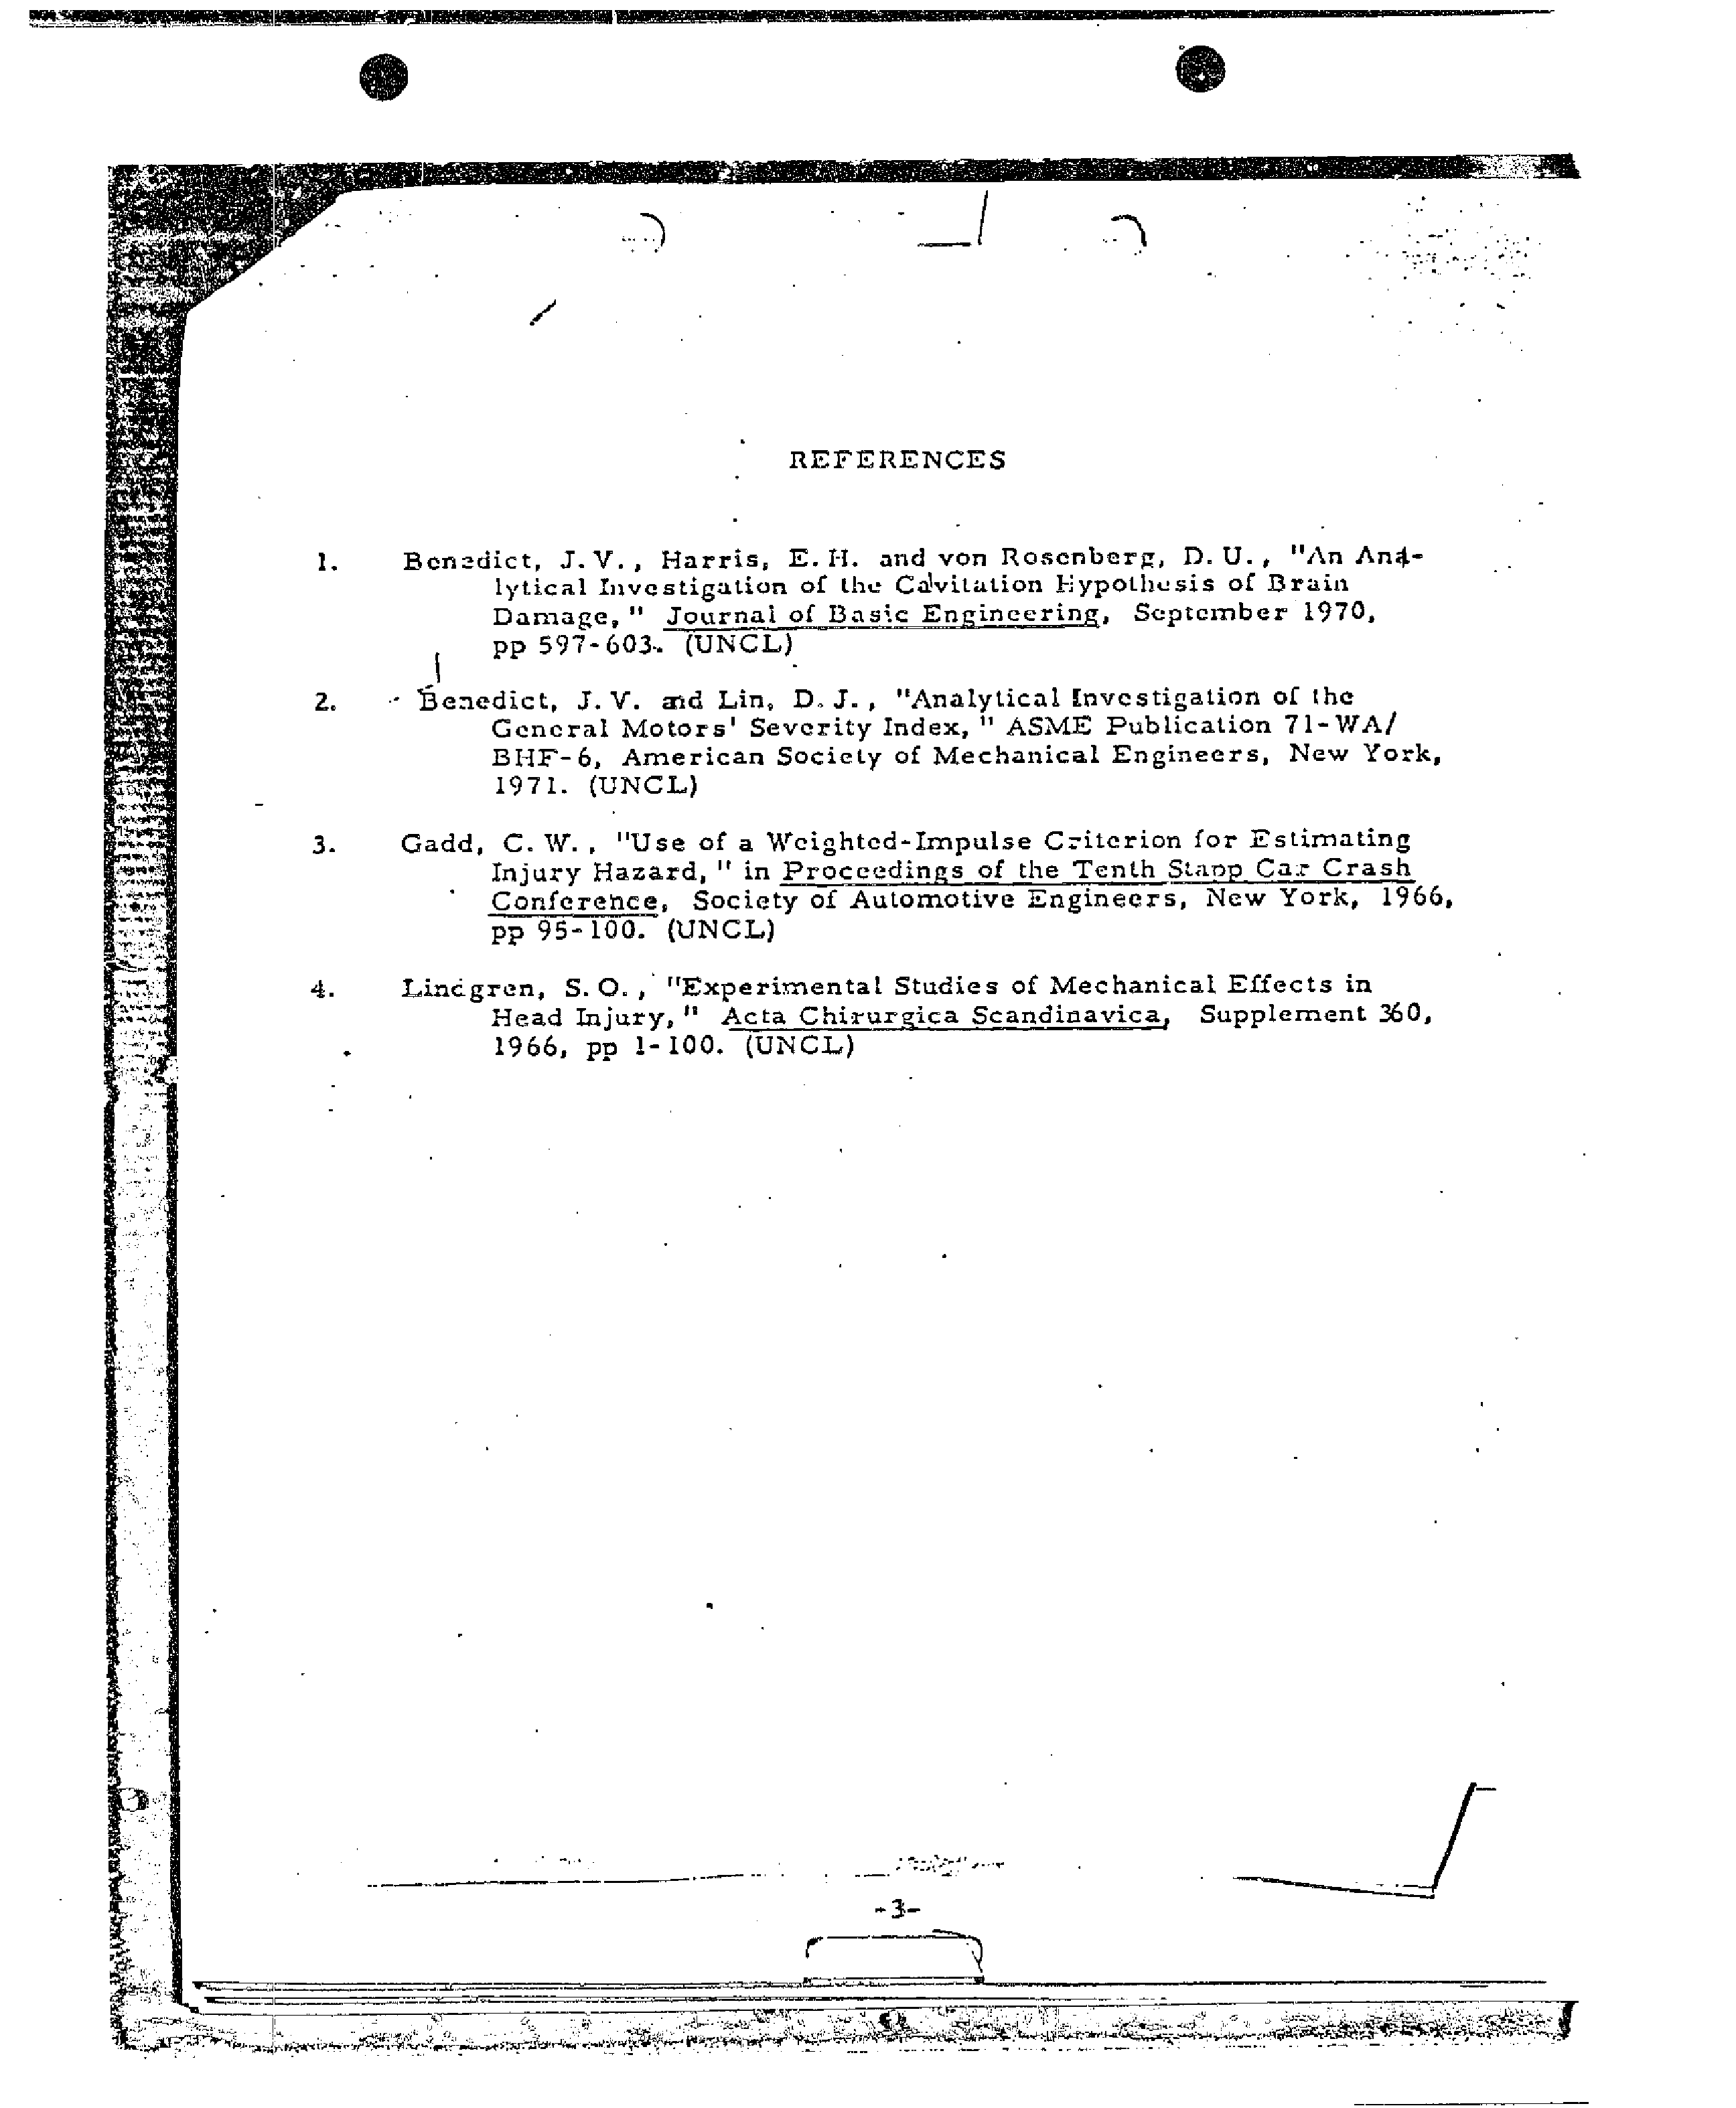 REFERENCES
1. Benedict, J. V., Harris, E. H. and von Rosenberg, D. U., "An Ana-
lytical Investigation of the Cavitation Hypothesis of Brain
Damage," Journal of Basic Engineering, September 1970,
pp 597-603. (UNCL)
2. Benedict, J. V. and Lin, D. J., "Analytical Investigation of the
General Motors' Severity Index," ASME Publication 71-WA/
BHF-6, American Society of Mechanical Engineers, New York,
1971. (UNCL)
3. Gadd, C. W., "Use of a Weighted-Impulse Criterion for Estimating
Injury Hazard," in Proceedings of the Tenth Stapp Car Crash
Conference, Society of Automotive Engineers, New York, 1966,
pp 95-100. (UNCL)
4. Lindgren, S. O., "Experimental Studies of Mechanical Effects in
Head Injury," Acta Chirurgica Scandinavica, Supplement 360,
1966, pp 1-100. (UNCL)
-3-